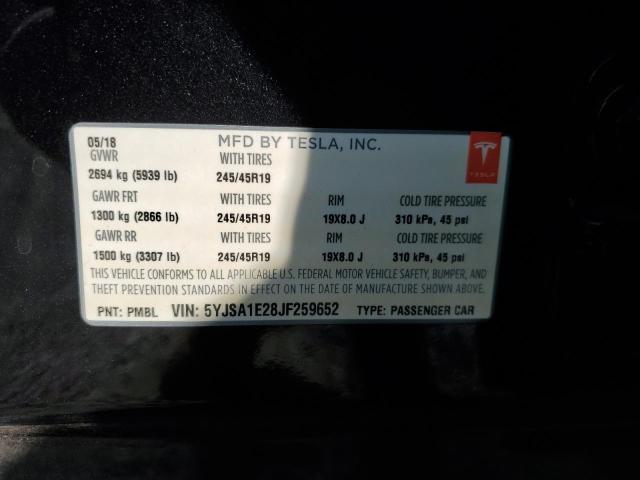 05/18 MFD BY TESLA, INC.
GVWR WITH TIRES
2694 kg (5939 lb) 245/45R19
GAWR FRT WITH TIRES RIM COLD TIRE PRESSURE
1300 kg (2866 lb) 245/45R19 19X8.0 J 310 kPa, 45 psi
GAWR RR WITH TIRES RIM COLD TIRE PRESSURE
1500 kg (3307 lb) 245/45R19 19X8.0 J 310 kPa, 45 psi
THIS VEHICLE CONFORMS TO ALL APPLICABLE U.S. FEDERAL MOTOR VEHICLE SAFETY, BUMPER, AND
THEFT PREVENTION STANDARDS IN EFFECT ON THE DATE OF MANUFACTURE SHOWN ABOVE.
PNT: PMBL VIN: 5YJSA1E28JF259652 TYPE: PASSENGER CAR
TESLA